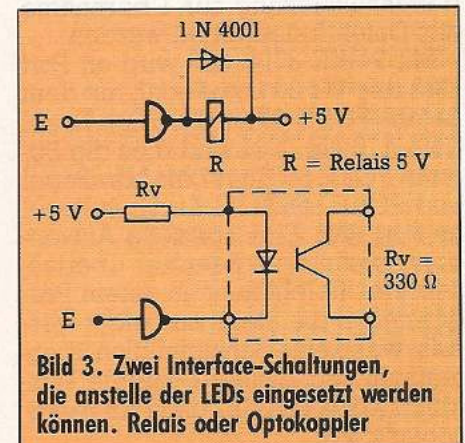 1 N 4001
E +5 V
R R = Relais 5 V
Rv
+5 V
Rv =
330 Ω
E
Bild 3. Zwei Interface-Schaltungen,
die anstelle der LEDs eingesetzt werden
können. Relais oder Optokoppler